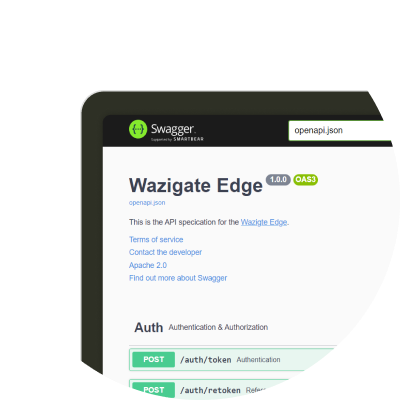 Swagger
Supported by SMARTBEAR
openapi.json
Wazigate Edge 1.0.0 OAS3
openapi.json
This is the API specication for the Wazigte Edge.
Terms of service
Contact the developer
Apache 2.0
Find out more about Swagger
Auth Authentication & Authorization
POST /auth/token Authentication
POST /auth/retoken